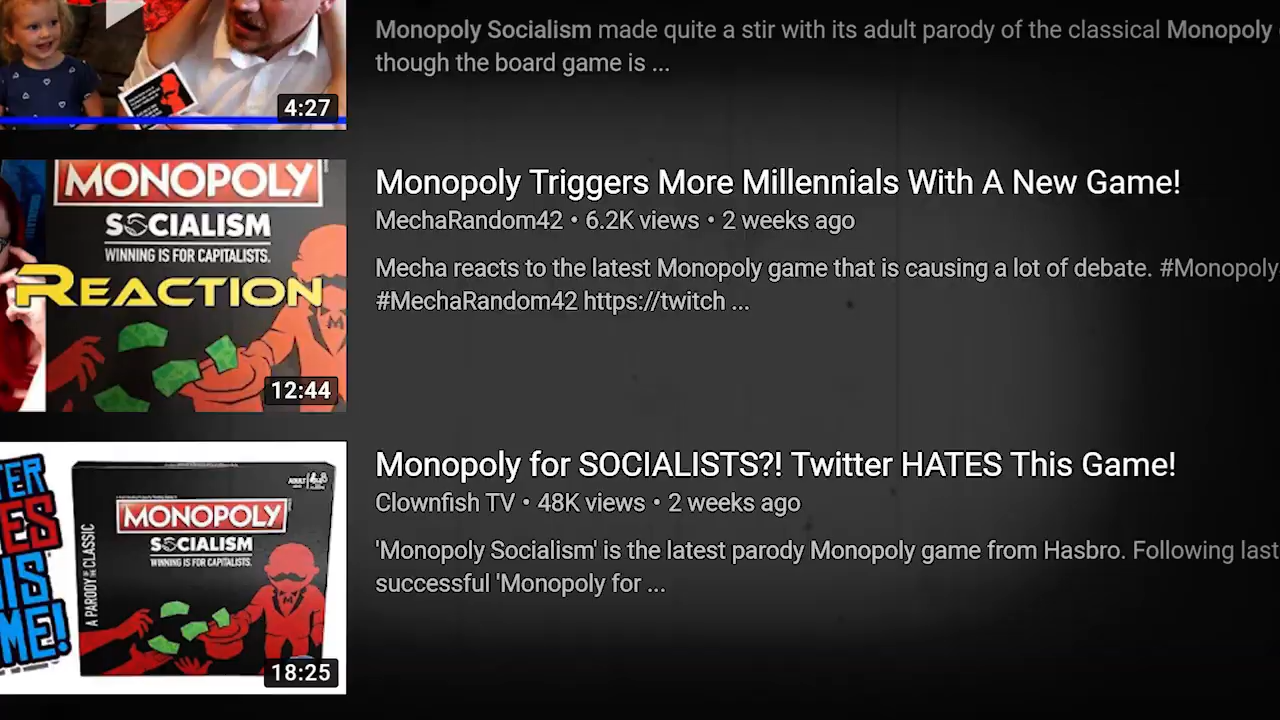 Monopoly Socialism made quite a stir with its adult parody of the classical Monopoly
though the board game is ...
4:27
MONOPOLY
SOCIALISM
WINNING IS FOR CAPITALISTS.
REACTION
12:44
Monopoly Triggers More Millennials With A New Game!
MechaRandom42 • 6.2K views • 2 weeks ago
Mecha reacts to the latest Monopoly game that is causing a lot of debate. #Monopoly
#MechaRandom42 https://twitch ...
TER
ES
IS
ME!
A PARODY OF THE CLASSIC
MONOPOLY
SOCIALISM
WINNING IS FOR CAPITALISTS.
ADULT
18:25
Monopoly for SOCIALISTS?! Twitter HATES This Game!
Clownfish TV • 48K views • 2 weeks ago
'Monopoly Socialism' is the latest parody Monopoly game from Hasbro. Following last
successful 'Monopoly for ...